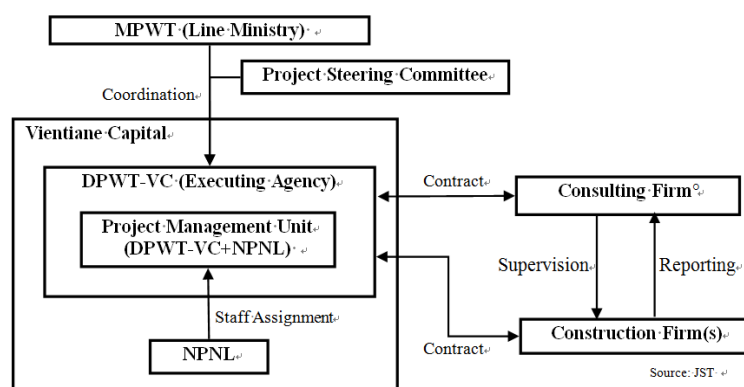 MPWT (Line Ministry)
Project Steering Committee
Coordination
Vientiane Capital
DPWT-VC (Executing Agency)
Project Management Unit
(DPWT-VC+NPNL)
Staff Assignment
NPNL
Contract
Consulting Firm
Supervision
Reporting
Construction Firm(s)
Contract
Source: JST